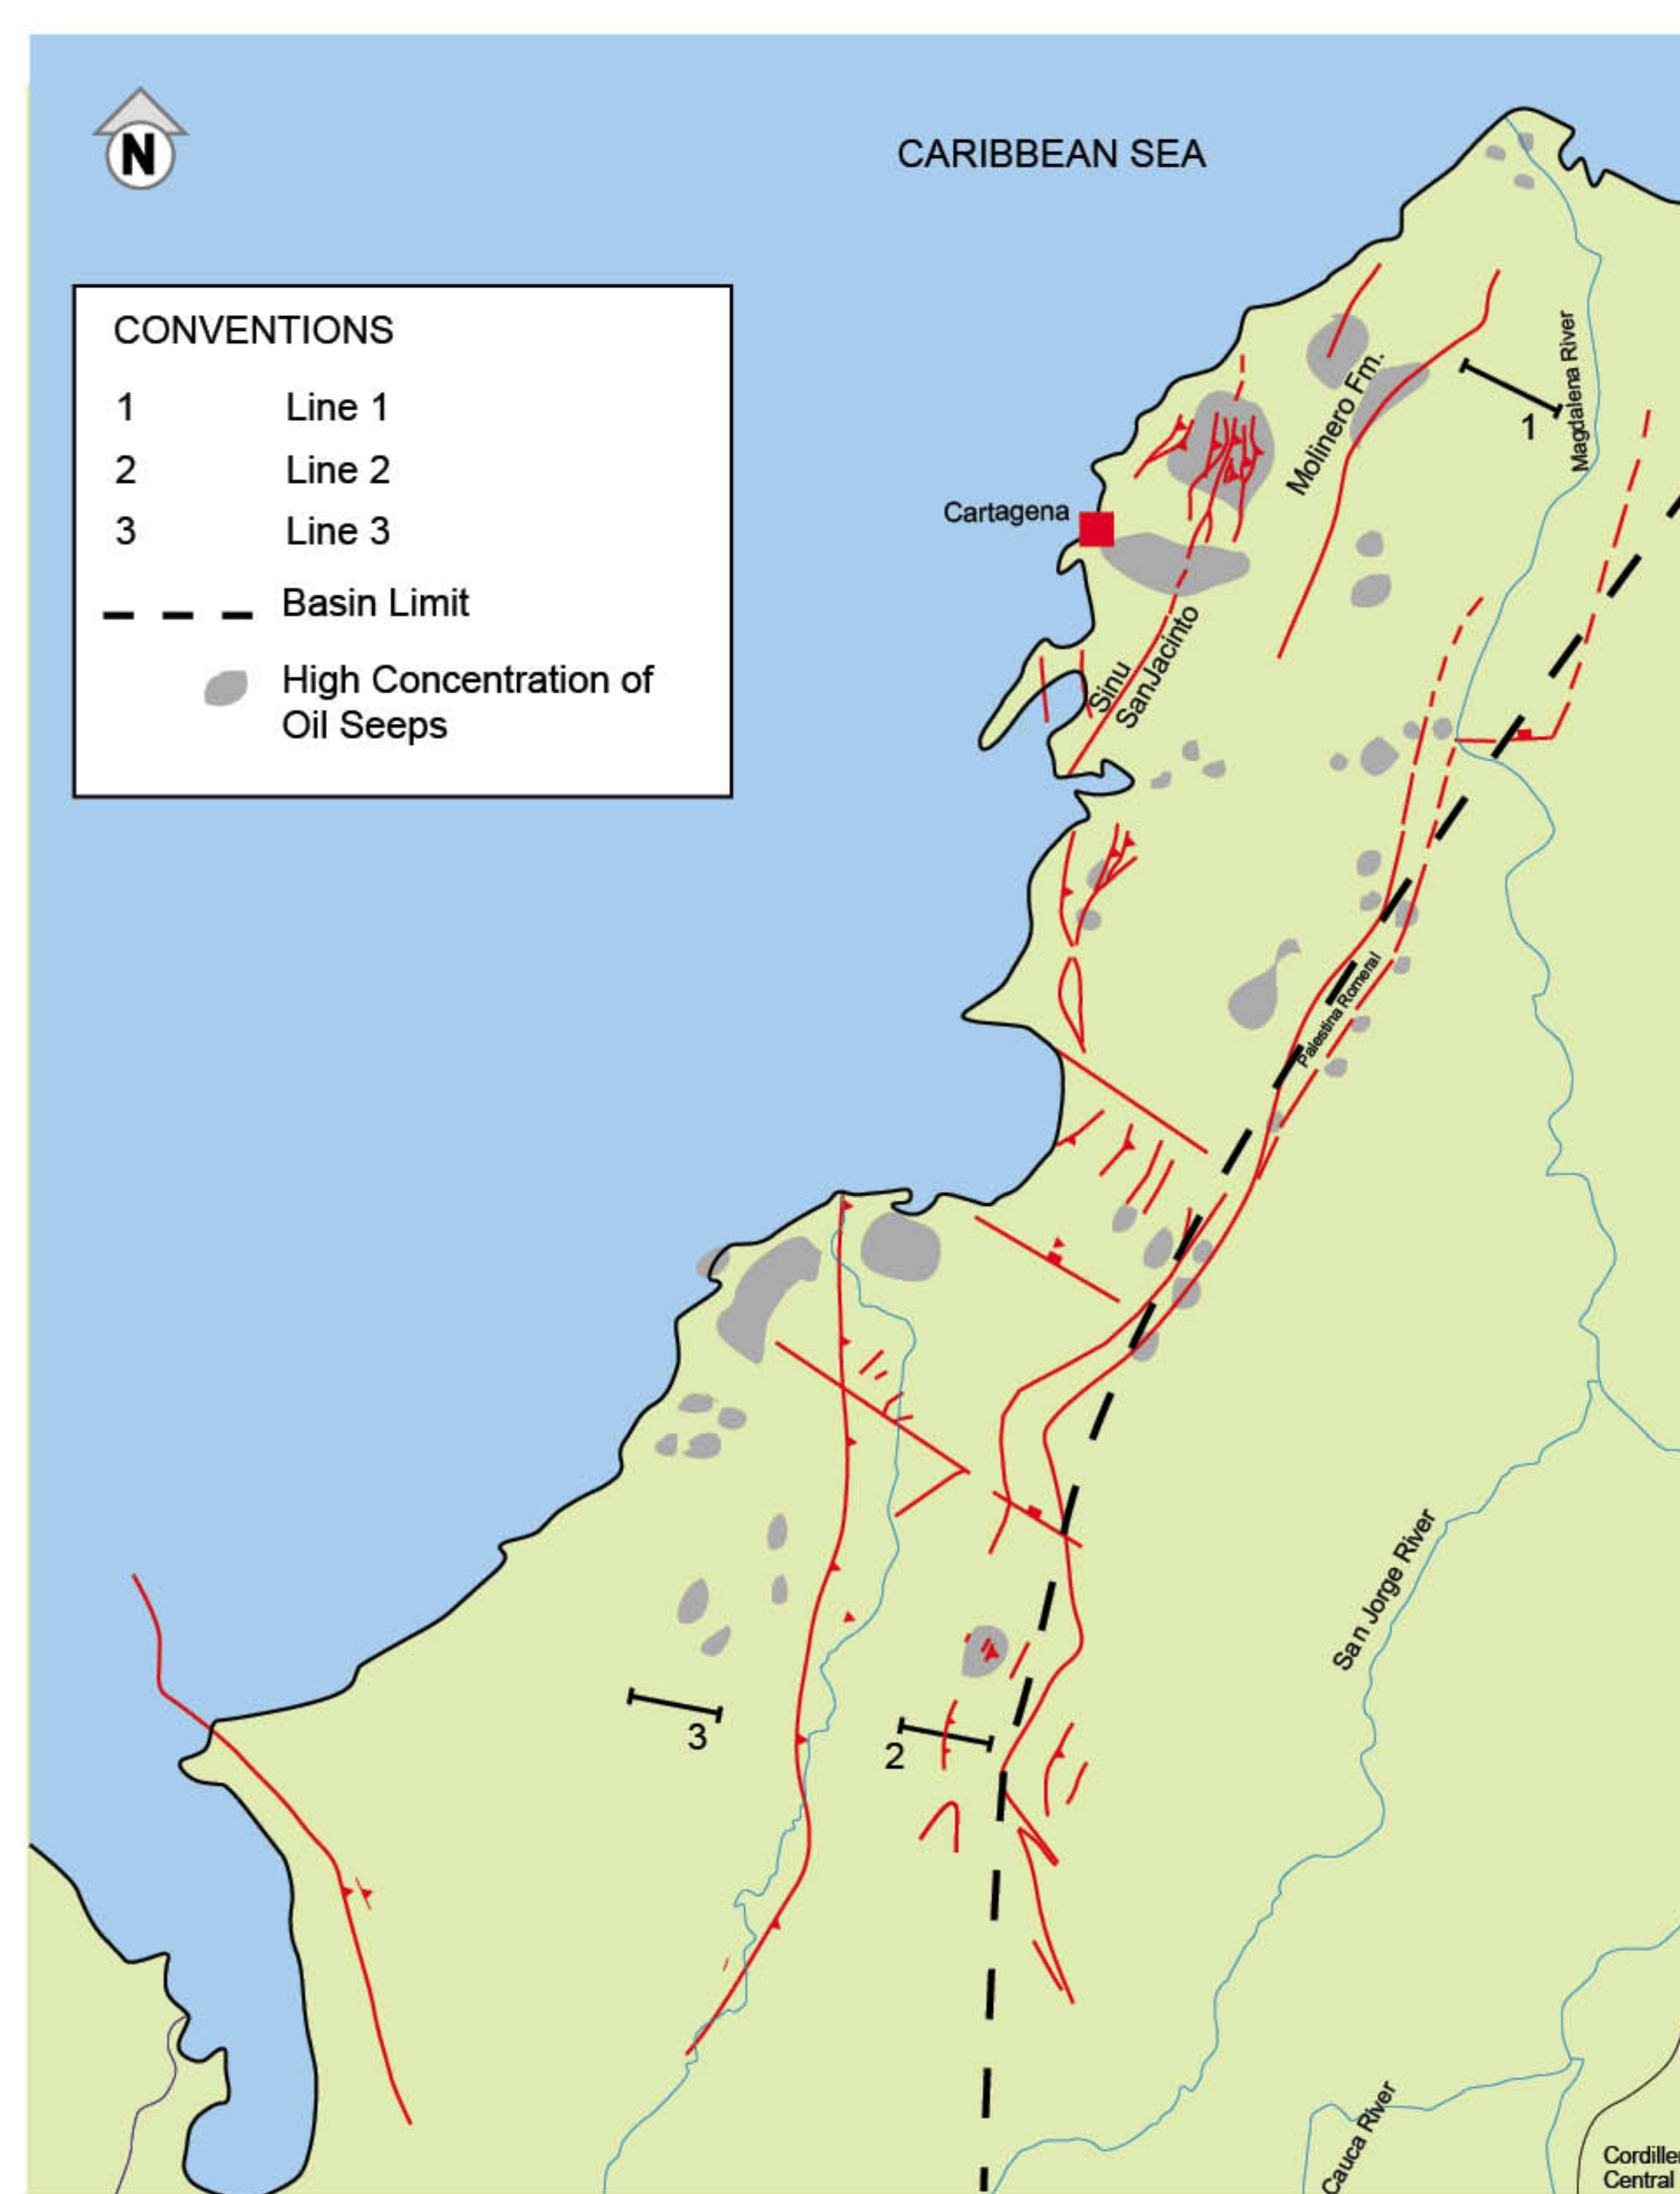 N
CARIBBEAN SEA
CONVENTIONS
1 Line 1
2 Line 2
3 Line 3
Basin Limit
High Concentration of
Oil Seeps
Magdalena River
1
Molinero Fm.
Cartagena
Sinu
SanJacinto
Palestina Romeral
San Jorge River
3
2
Cauca River
Cordiller
Central